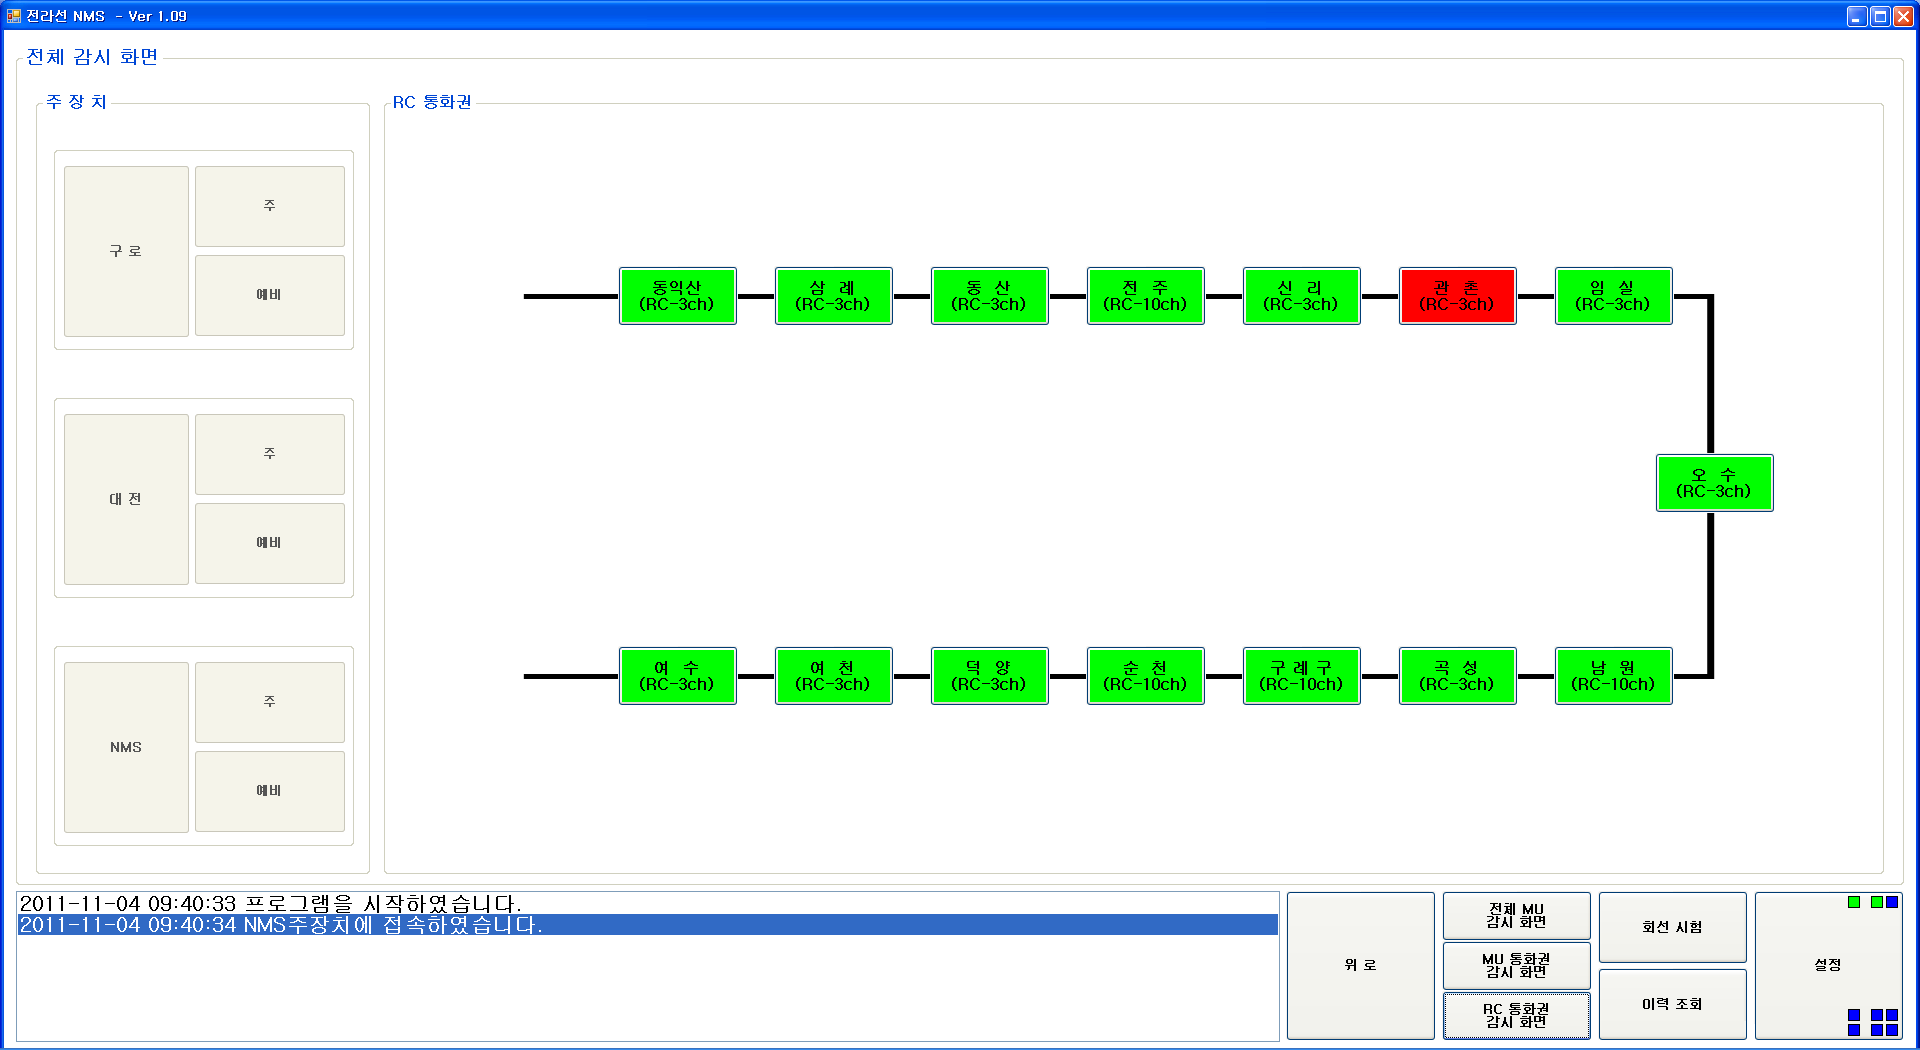 전라선 NMS - Ver 1.09
전체 감시 화면
주 장 치
RC 통화권
구 로
주
예비
대 전
주
예비
NMS
주
예비
동익산
(RC-3ch)
삼 례
(RC-3ch)
동 산
(RC-3ch)
전 주
(RC-10ch)
신 리
(RC-3ch)
관 촌
(RC-3ch)
임 실
(RC-3ch)
오 수
(RC-3ch)
여 수
(RC-3ch)
여 천
(RC-3ch)
덕 양
(RC-3ch)
순 천
(RC-10ch)
구 례 구
(RC-10ch)
곡 성
(RC-3ch)
남 원
(RC-10ch)
2011-11-04 09:40:33 프로그램을 시작하였습니다.
2011-11-04 09:40:34 NMS주장치에 접속하였습니다.
위 로
전체 MU
감시 화면
MU 통화권
감시 화면
RC 통화권
감시 화면
회선 시험
이력 조회
설정